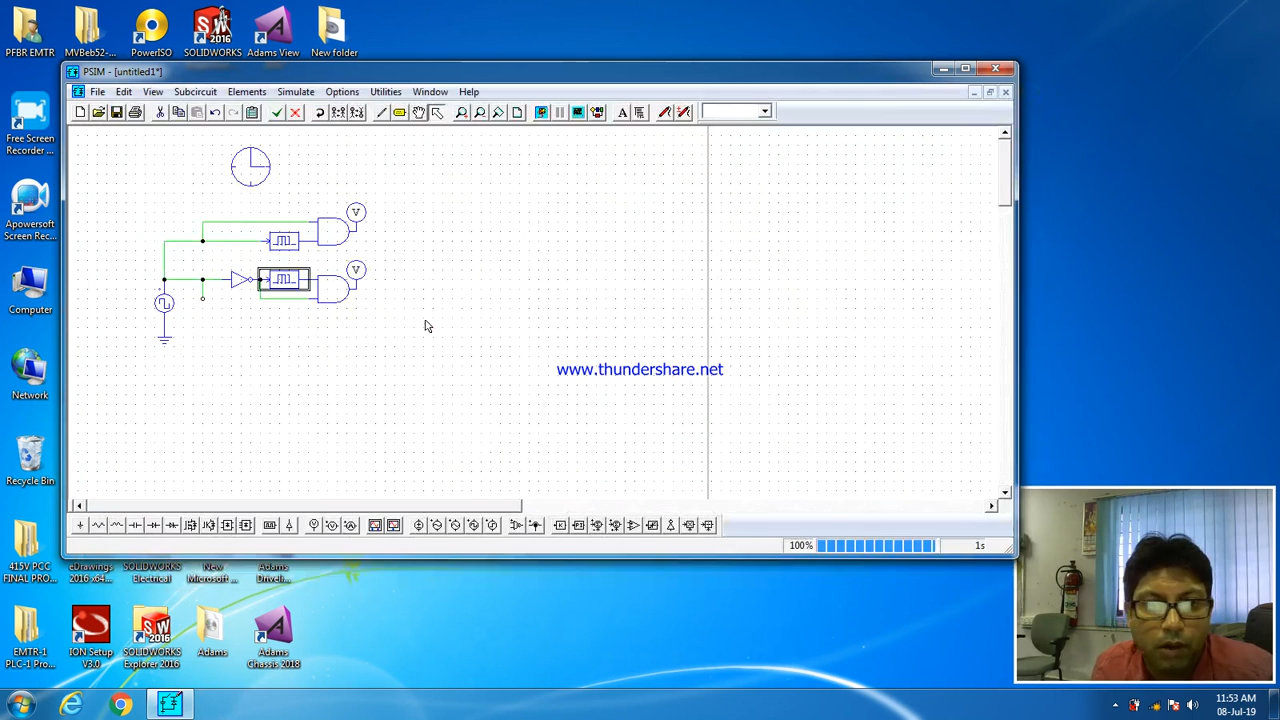 PFBR EMTR
MVBeb52-...
PowerISO
SOLIDWORKS
2016
Adams View
New folder
PSIM - [untitled1*]
File Edit View Subcircuit Elements Simulate Options Utilities Window Help
V
V
www.thundershare.net
100%
1s
Free Screen
Recorder ...
Apowersoft
Screen Rec...
Computer
Network
Recycle Bin
415V PCC
FINAL PRO...
eDrawings
2016 x64...
SOLIDWORKS
Electrical
New
Microsoft ...
Adams
Driveli...
EMTR-1
PLC-1 Pro...
ION Setup
V3.0
SOLIDWORKS
Explorer 2016
Adams
Adams
Chassis 2018
11:53 AM
08-Jul-19